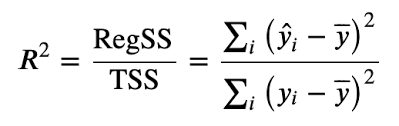 R² = RegSS / TSS = ∑ᵢ (ŷᵢ − y̅)² / ∑ᵢ (yᵢ − y̅)²